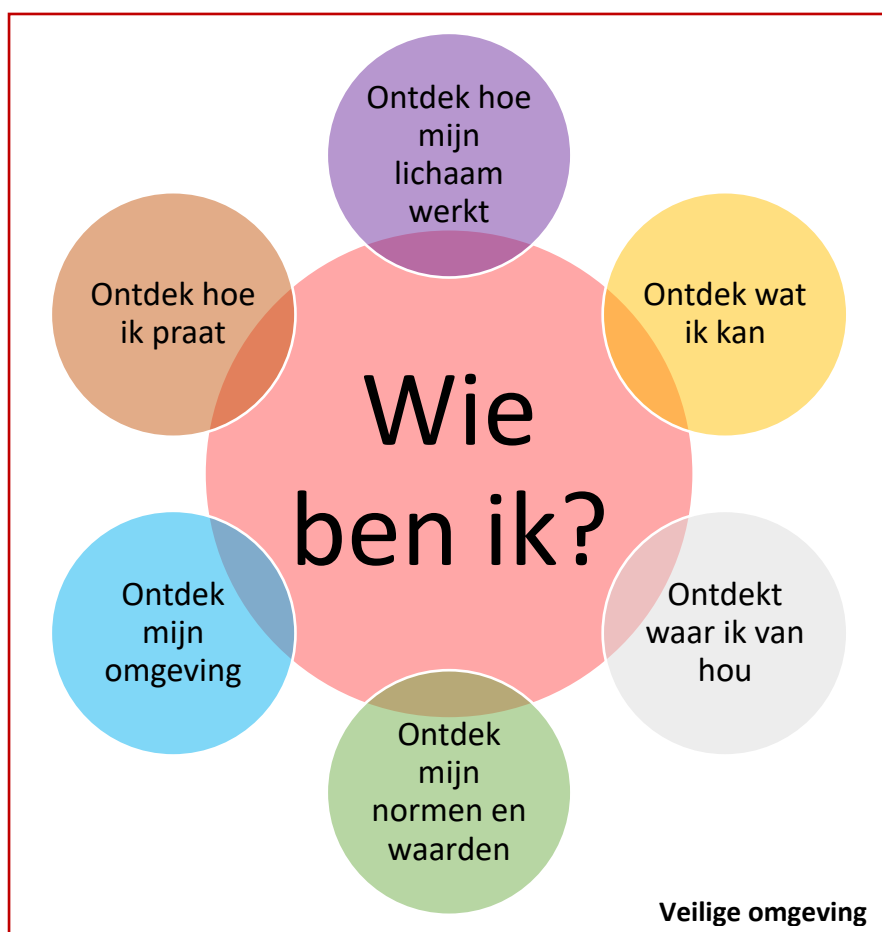 Ontdek hoe
mijn
lichaam
werkt
Ontdek hoe
ik praat
Ontdek wat
ik kan
Wie
ben ik?
Ontdek
mijn
omgeving
Ontdekt
waar ik van
hou
Ontdek
mijn
normen en
waarden
Veilige omgeving